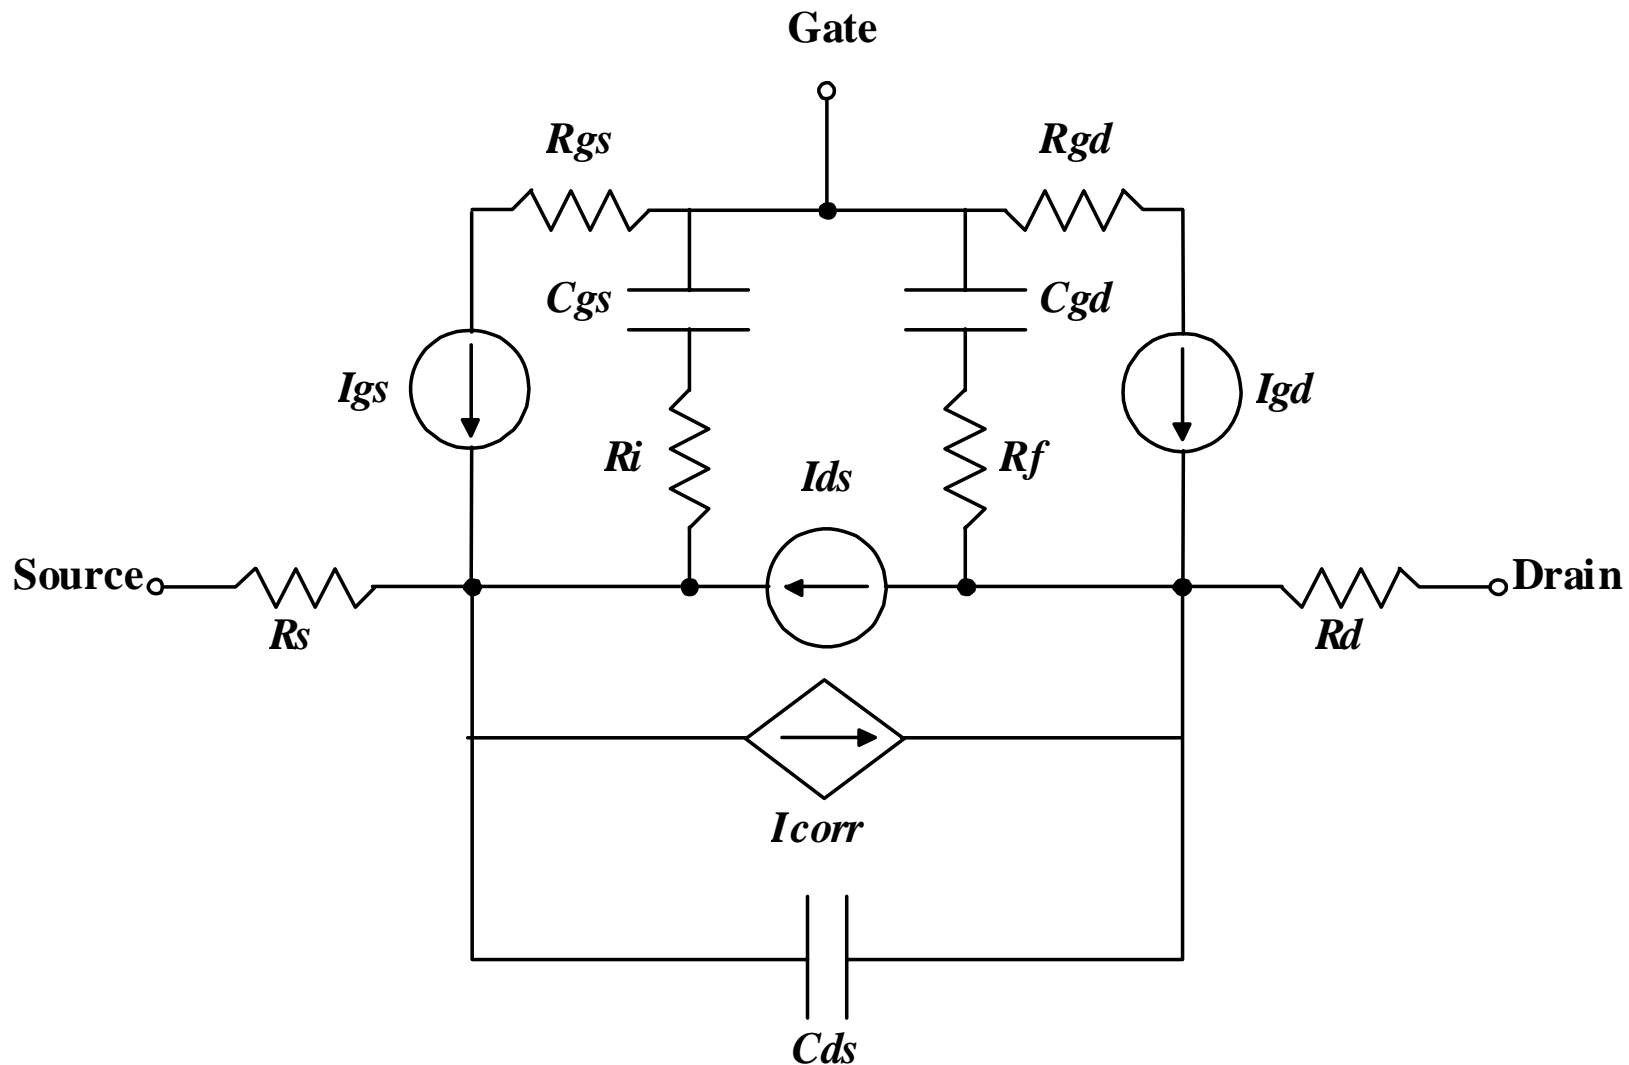 Gate
Rgs
Rgd
Cgs
Cgd
Igs
Igd
Ri
Rf
Ids
Source
Drain
Rs
Rd
Icorr
Cds